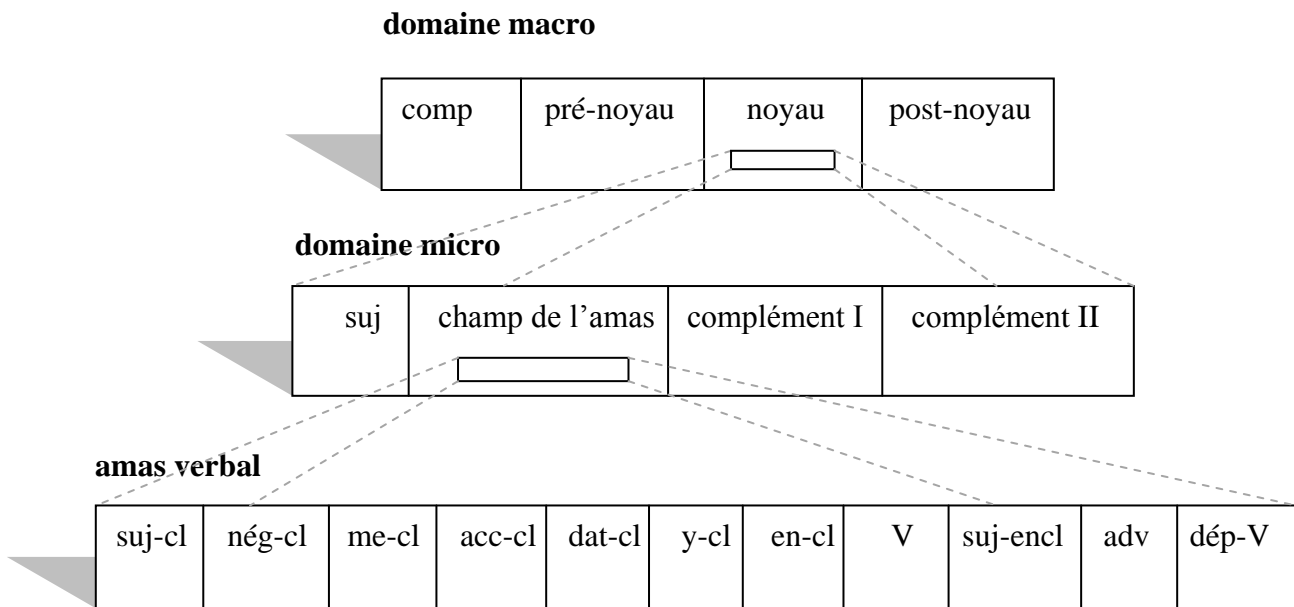 domaine macro
comp pré-noyau noyau post-noyau
domaine micro
suj champ de l’amas complément I complément II
amas verbal
suj-cl nég-cl me-cl acc-cl dat-cl y-cl en-cl V suj-encl adv dép-V